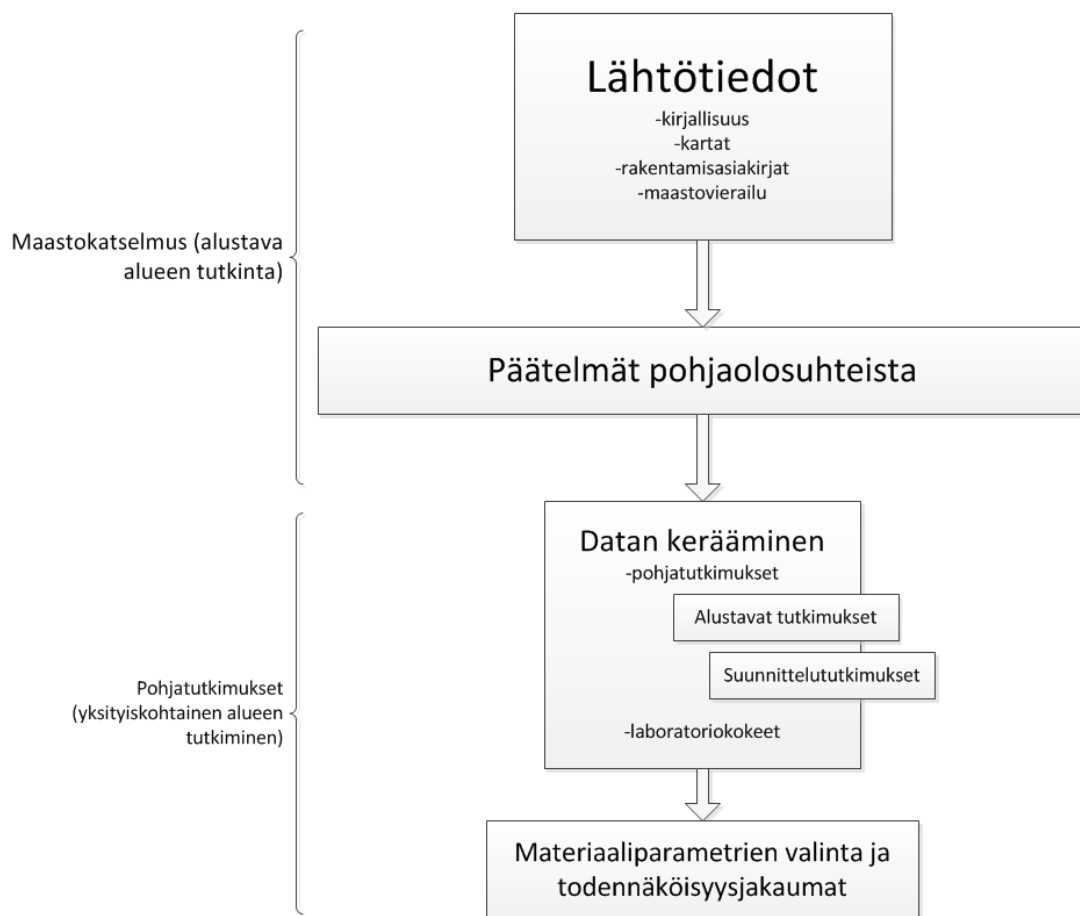 Lähtötiedot
-kirjallisuus
-kartat
-rakentamisasiakirjat
-maastovierailu
Maastokatselmus (alustava
alueen tutkinta)
Päätelmät pohjaolosuhteista
Datan kerääminen
-pohjatutkimukset
Alustavat tutkimukset
Suunnittelututkimukset
-laboratoriokokeet
Pohjatutkimukset
(yksityiskohtainen alueen
tutkiminen)
Materiaaliparametrien valinta ja
todennäköisyysjakaumat